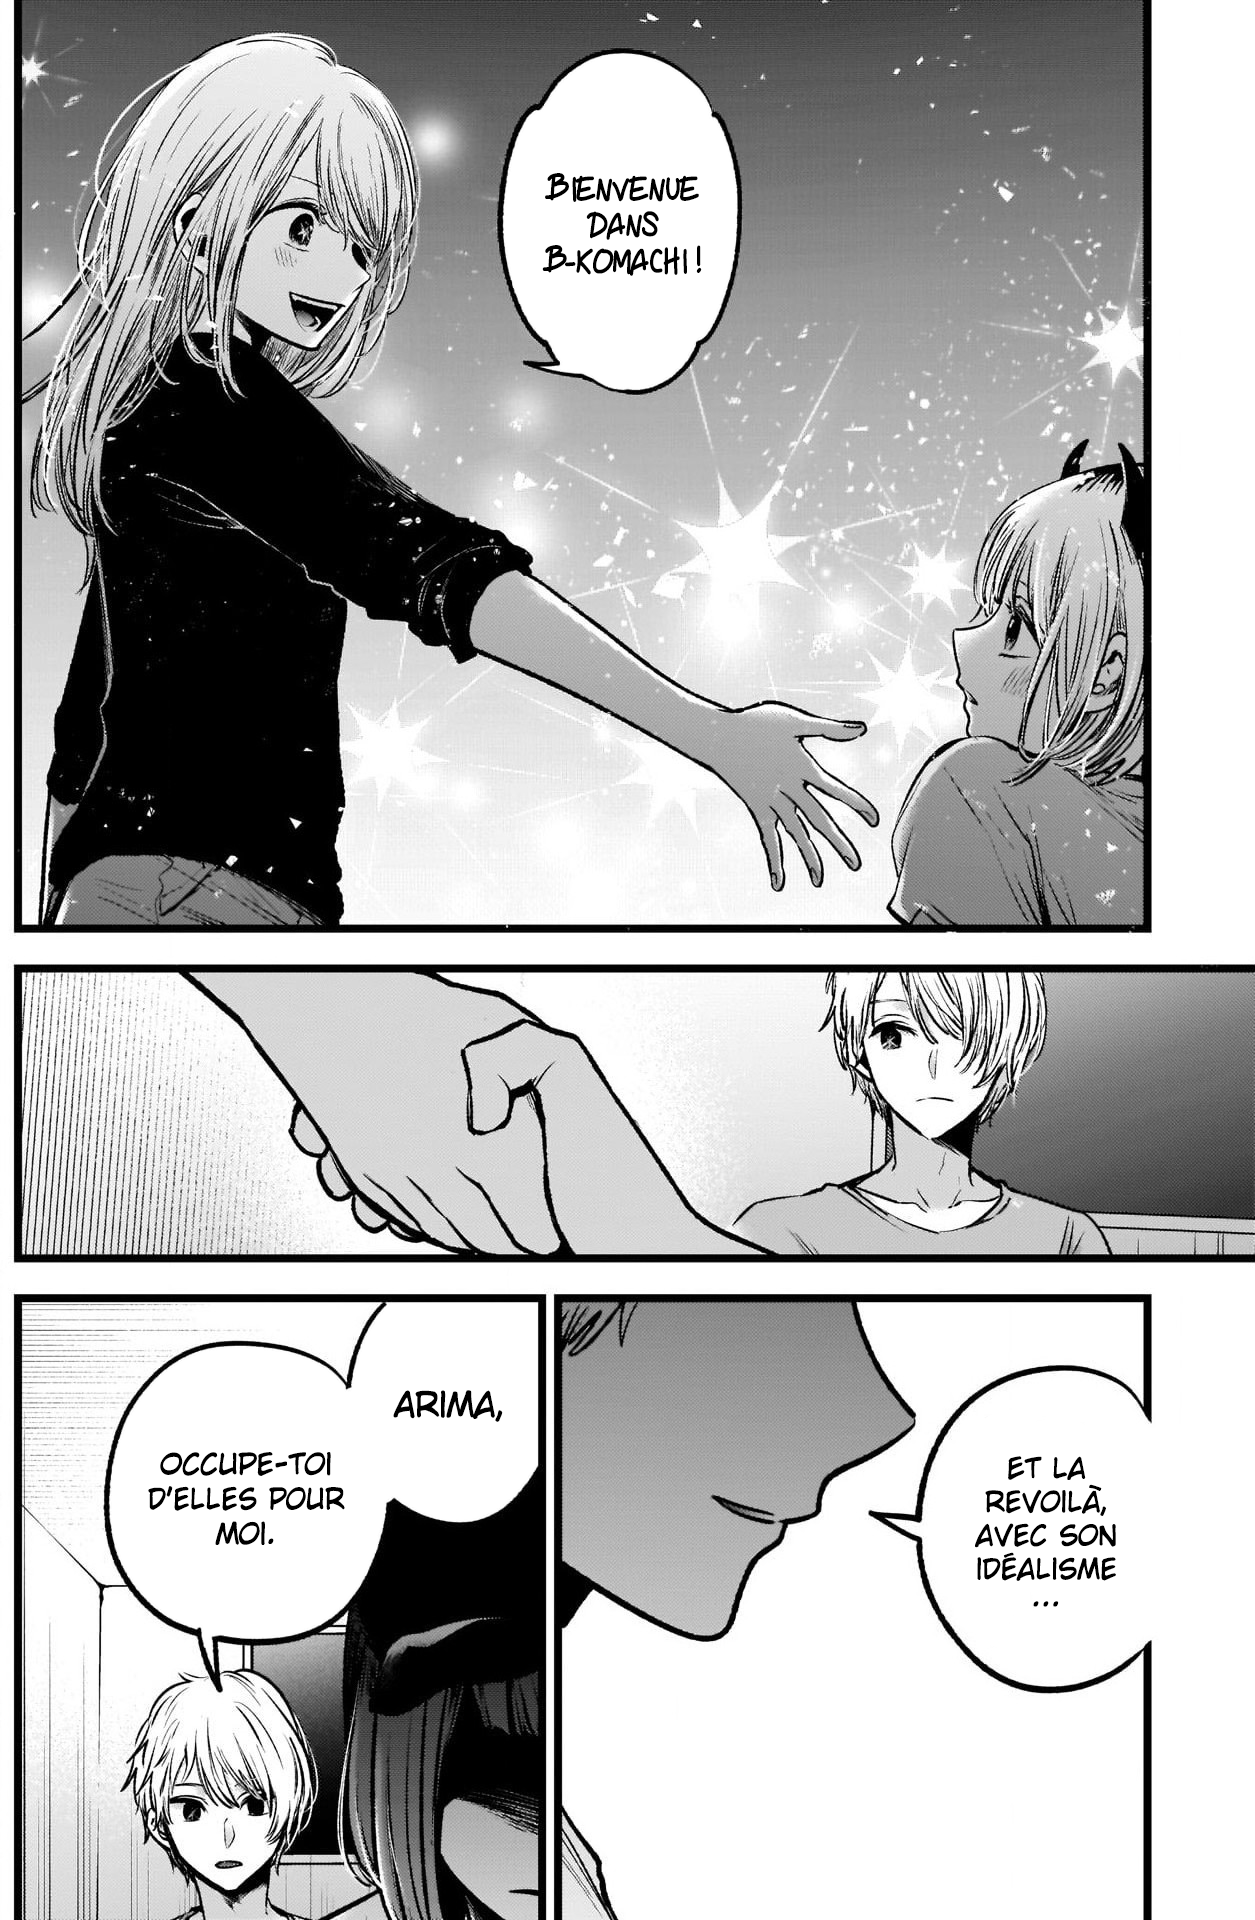 BIENVENUE
DANS
B-KOMACHI !
ET LA
REVOILÀ,
AVEC SON
IDÉALISME
...
ARIMA,
OCCUPE-TOI
D'ELLES POUR
MOI.